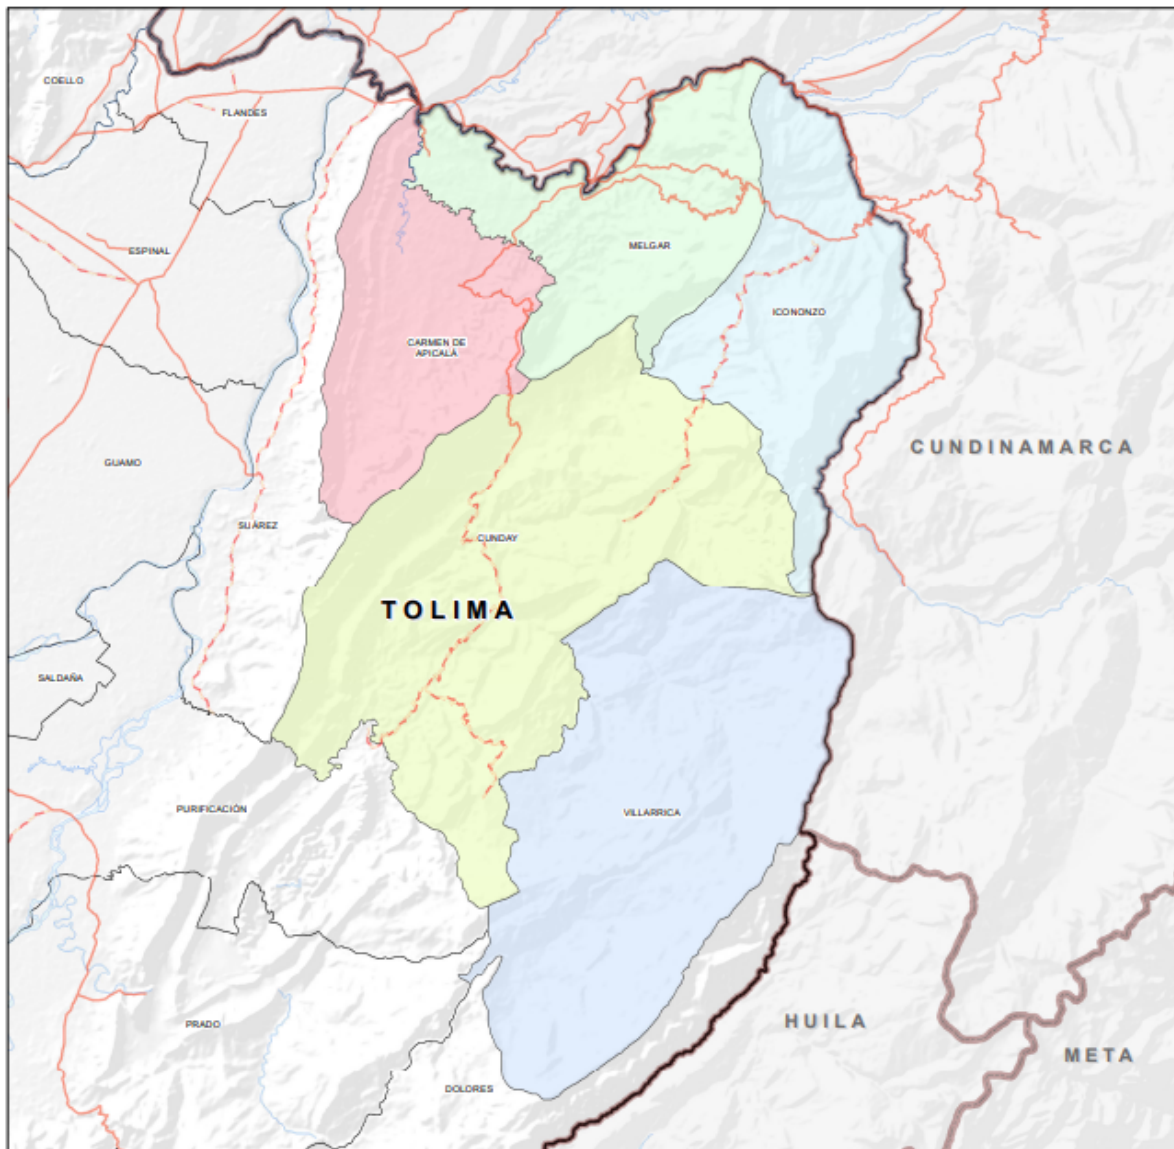 COELLO
FLANDES
ESPINAL
MELGAR
ICONONZO
CARMEN DE
APICALÁ
CUNDINAMARCA
GUAMO
SUÁREZ
CUNDAY
TOLIMA
SALDAÑA
PURIFICACIÓN
VILLARRICA
PRADO
HUILA
META
DOLORES